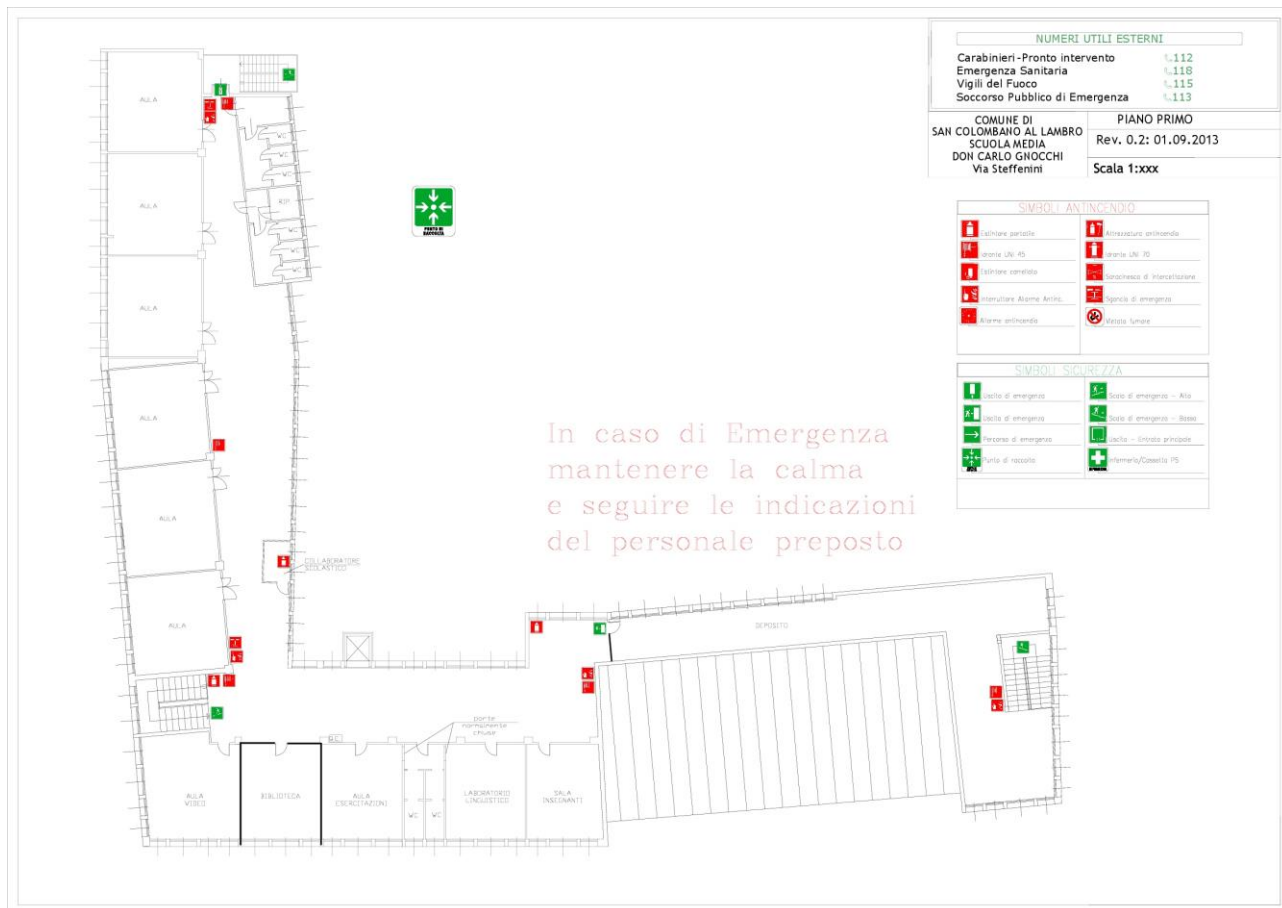 NUMERI UTILI ESTERNI
Carabinieri-Pronto intervento 112
Emergenza Sanitaria 118
Vigili del Fuoco 115
Soccorso Pubblico di Emergenza 113
COMUNE DI
SAN COLOMBANO AL LAMBRO
SCUOLA MEDIA
DON CARLO GNOCCHI
Via Steffenini
PIANO PRIMO
Rev. 0.2: 01.09.2013
Scala 1:xxx
SIMBOLI ANTINCENDIO
Estintore portatile
Attrezzatura antincendio
Idrante UNI 45
Idrante UNI 70
Estintore carrellato
Saracinesca di intercettazione
Interruttore Allarme Antinc.
Sgancio di emergenza
Allarme antincendio
Vietato fumare
SIMBOLI SICUREZZA
Uscita di emergenza
Scala di emergenza - Alto
Uscita di emergenza
Scala di emergenza - Basso
Percorso di emergenza
Uscita - Entrata principale
Punto di raccolta
Infermeria/Cassetta PS
AULA
AULA
AULA
AULA
AULA
AULA
WC
WC
RIP.
WC
WC
WC
PUNTO DI
RACCOLTA
In caso di Emergenza
mantenere la calma
e seguire le indicazioni
del personale preposto
COLLABORATORE
SCOLASTICO
DEPOSITO
porte
normalmente
chiuse
AULA
VIDEO
BIBLIOTECA
AULA
ESERCITAZIONI
WC
WC
LABORATORIO
LINGUISTICO
SALA
INSEGNANTI